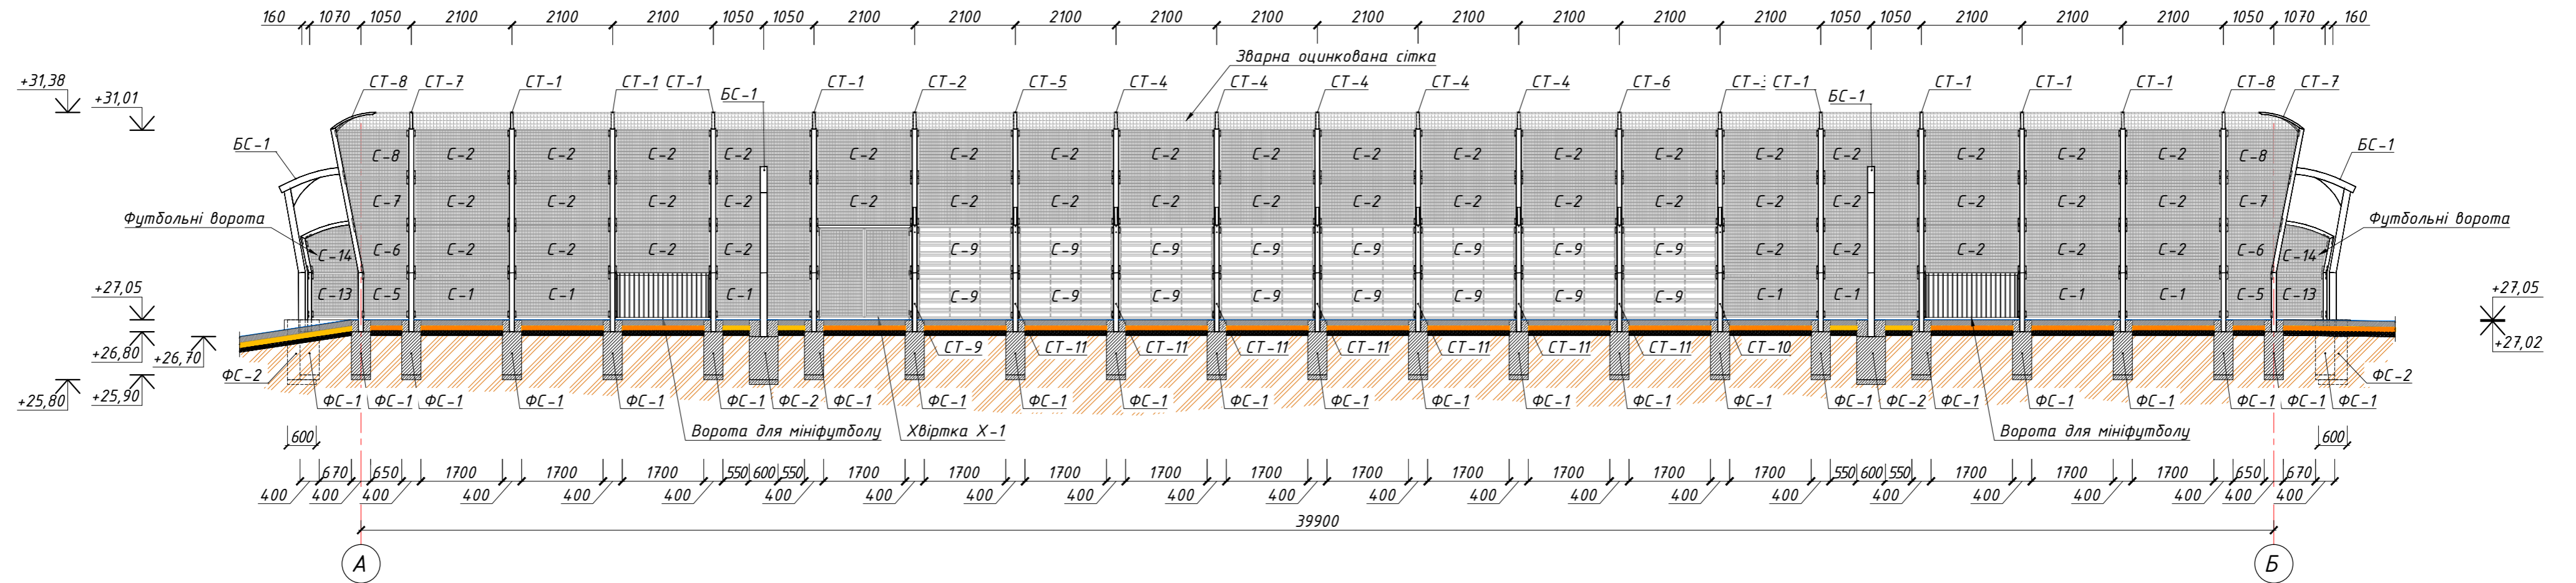 160 1070 1050 2100 2100 2100 1050 1050 2100 2100 2100 2100 2100 2100 2100 2100 2100 2100 1050 1050 2100 2100 2100 1050 1070 160
Зварна оцинкована сітка
+31,38 СТ-8 СТ-7 СТ-1 СТ-1 СТ-1 СТ-1 СТ-2 СТ-5 СТ-4 СТ-4 СТ-4 СТ-4 СТ-4 СТ-6 СТ- СТ-1 СТ-1 СТ-1 СТ-1 СТ-8 СТ-7
+31,01 БС-1 БС-1
БС-1 БС-1
С-8 С-2 С-2 С-2 С-2 С-2 С-2 С-2 С-2 С-2 С-2 С-2 С-2 С-2 С-2 С-2 С-2 С-2 С-2 С-8
С-7 С-2 С-2 С-2 С-2 С-2 С-2 С-2 С-2 С-2 С-2 С-2 С-2 С-2 С-2 С-2 С-2 С-2 С-2 С-7
Футбольні ворота Футбольні ворота
С-14 С-6 С-2 С-2 С-2 С-2 С-9 С-9 С-9 С-9 С-9 С-9 С-9 С-9 С-2 С-2 С-2 С-2 С-2 С-6 С-14
С-13 С-5 С-1 С-1 С-1 С-9 С-9 С-9 С-9 С-9 С-9 С-9 С-9 С-1 С-1 С-1 С-1 С-5 С-13
+27,05 +27,05
+26,80 +26,70 СТ-9 СТ-11 СТ-11 СТ-11 СТ-11 СТ-11 СТ-11 СТ-11 СТ-10 +27,02
ФС-2 ФС-2
+25,80 +25,90 ФС-1 ФС-1 ФС-1 ФС-1 ФС-1 ФС-1 ФС-2 ФС-1 ФС-1 ФС-1 ФС-1 ФС-1 ФС-1 ФС-1 ФС-1 ФС-1 ФС-1 ФС-1 ФС-2 ФС-1 ФС-1 ФС-1 ФС-1 ФС-1 ФС-1
600 Ворота для мініфутболу Хвіртка Х-1 Ворота для мініфутболу 600
670 650 1700 1700 1700 550 600 550 1700 1700 1700 1700 1700 1700 1700 1700 1700 1700 550 600 550 1700 1700 1700 650 670
400 400 400 400 400 400 400 400 400 400 400 400 400 400 400 400 400 400 400 400 400 400 400 400
39900
А Б